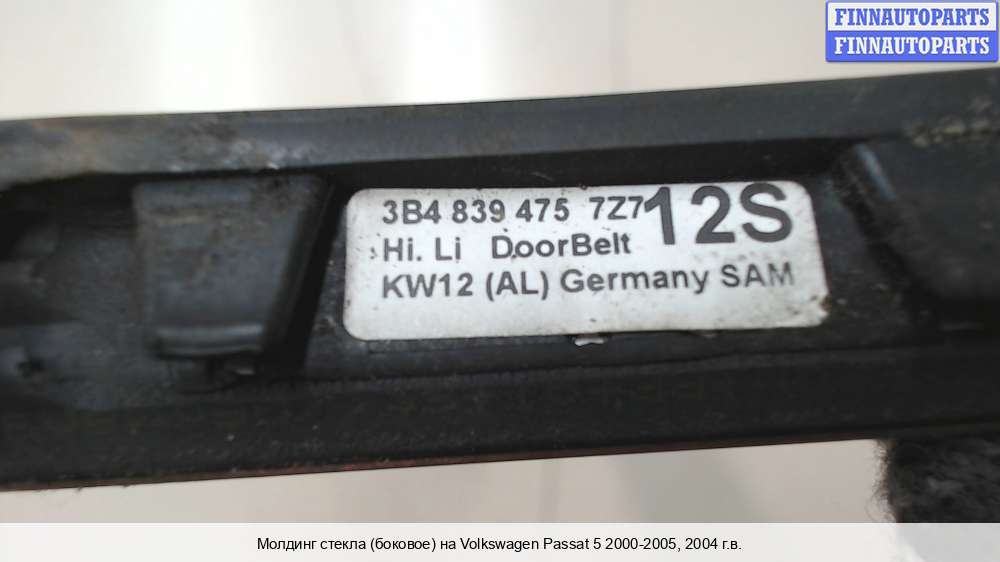 FINNAUTOPARTS
FINNAUTOPARTS
3B4 839 475 7Z7 12S
Hi. Li DoorBelt
KW12 (AL) Germany SAM
Молдинг стекла (боковое) на Volkswagen Passat 5 2000-2005, 2004 г.в.